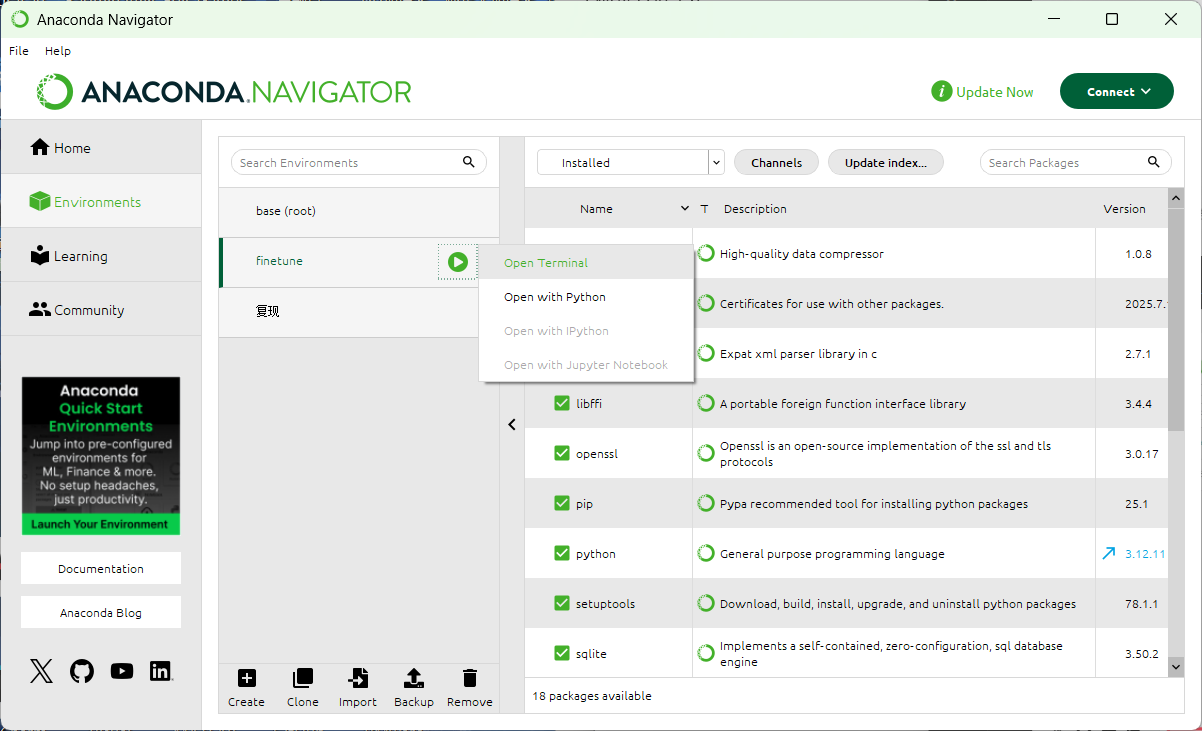 Anaconda Navigator
File Help
ANACONDA.NAVIGATOR
Update Now
Connect
Home
Environments
Learning
Community
Anaconda
Quick Start
Environments
Jump into pre-configured
environments for
ML, Finance & more.
No setup headaches,
just productivity.
Launch Your Environment
Documentation
Anaconda Blog
Search Environments
base (root)
finetune
复现
Open Terminal
Open with Python
Open with IPython
Open with Jupyter Notebook
Create Clone Import Backup Remove
Installed Channels Update index... Search Packages
Name T Description Version
High-quality data compressor 1.0.8
Certificates for use with other packages. 2025.7.
Expat xml parser library in c 2.7.1
libffi A portable foreign function interface library 3.4.4
openssl Openssl is an open-source implementation of the ssl and tls
protocols 3.0.17
pip Pypa recommended tool for installing python packages 25.1
python General purpose programming language 3.12.11
setuptools Download, build, install, upgrade, and uninstall python packages 78.1.1
sqlite Implements a self-contained, zero-configuration, sql database
engine 3.50.2
18 packages available